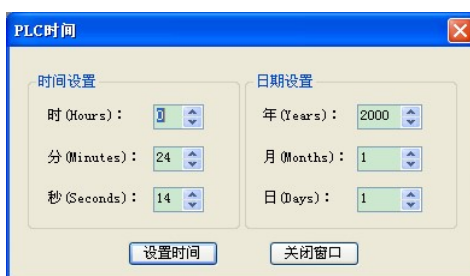 PLC时间
时间设置 日期设置
时(Hours)： 0 年(Years)： 2000
分(Minutes)： 24 月(Months)： 1
秒(Seconds)： 14 日(Days)： 1
设置时间 关闭窗口